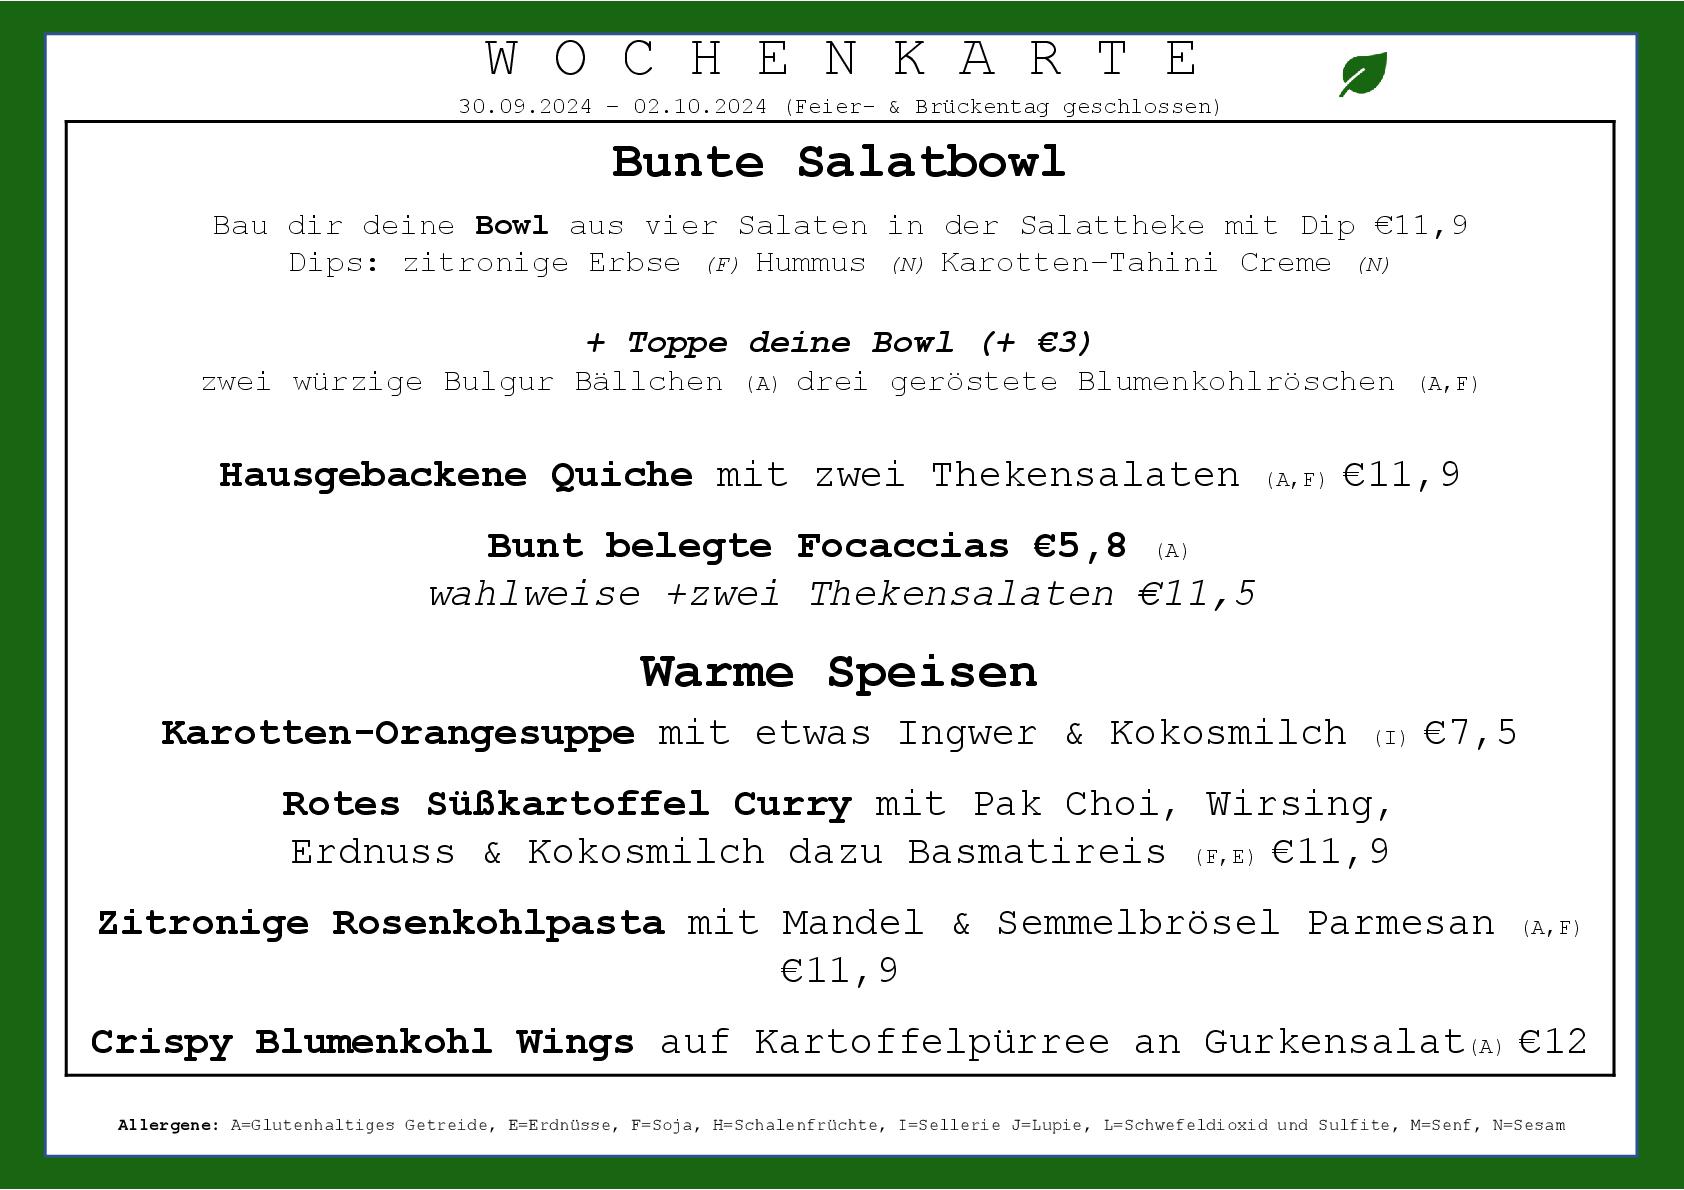 WOCHENKARTE
30.09.2024 – 02.10.2024 (Feier- & Brückentag geschlossen)
Bunte Salatbowl
Bau dir deine Bowl aus vier Salaten in der Salattheke mit Dip €11,9
Dips: zitronige Erbse (F) Hummus (N) Karotten-Tahini Creme (N)
+ Toppe deine Bowl (+ €3)
zwei würzige Bulgur Bällchen (A) drei geröstete Blumenkohlröschen (A,F)
Hausgebackene Quiche mit zwei Thekensalaten (A,F) €11,9
Bunt belegte Focaccias €5,8 (A)
wahlweise +zwei Thekensalaten €11,5
Warme Speisen
Karotten-Orangesuppe mit etwas Ingwer & Kokosmilch (I) €7,5
Rotes Süßkartoffel Curry mit Pak Choi, Wirsing,
Erdnuss & Kokosmilch dazu Basmatireis (F,E) €11,9
Zitronige Rosenkohlpasta mit Mandel & Semmelbrösel Parmesan (A,F)
€11,9
Crispy Blumenkohl Wings auf Kartoffelpürree an Gurkensalat(A) €12
Allergene: A=Glutenhaltiges Getreide, E=Erdnüsse, F=Soja, H=Schalenfrüchte, I=Sellerie J=Lupie, L=Schwefeldioxid und Sulfite, M=Senf, N=Sesam